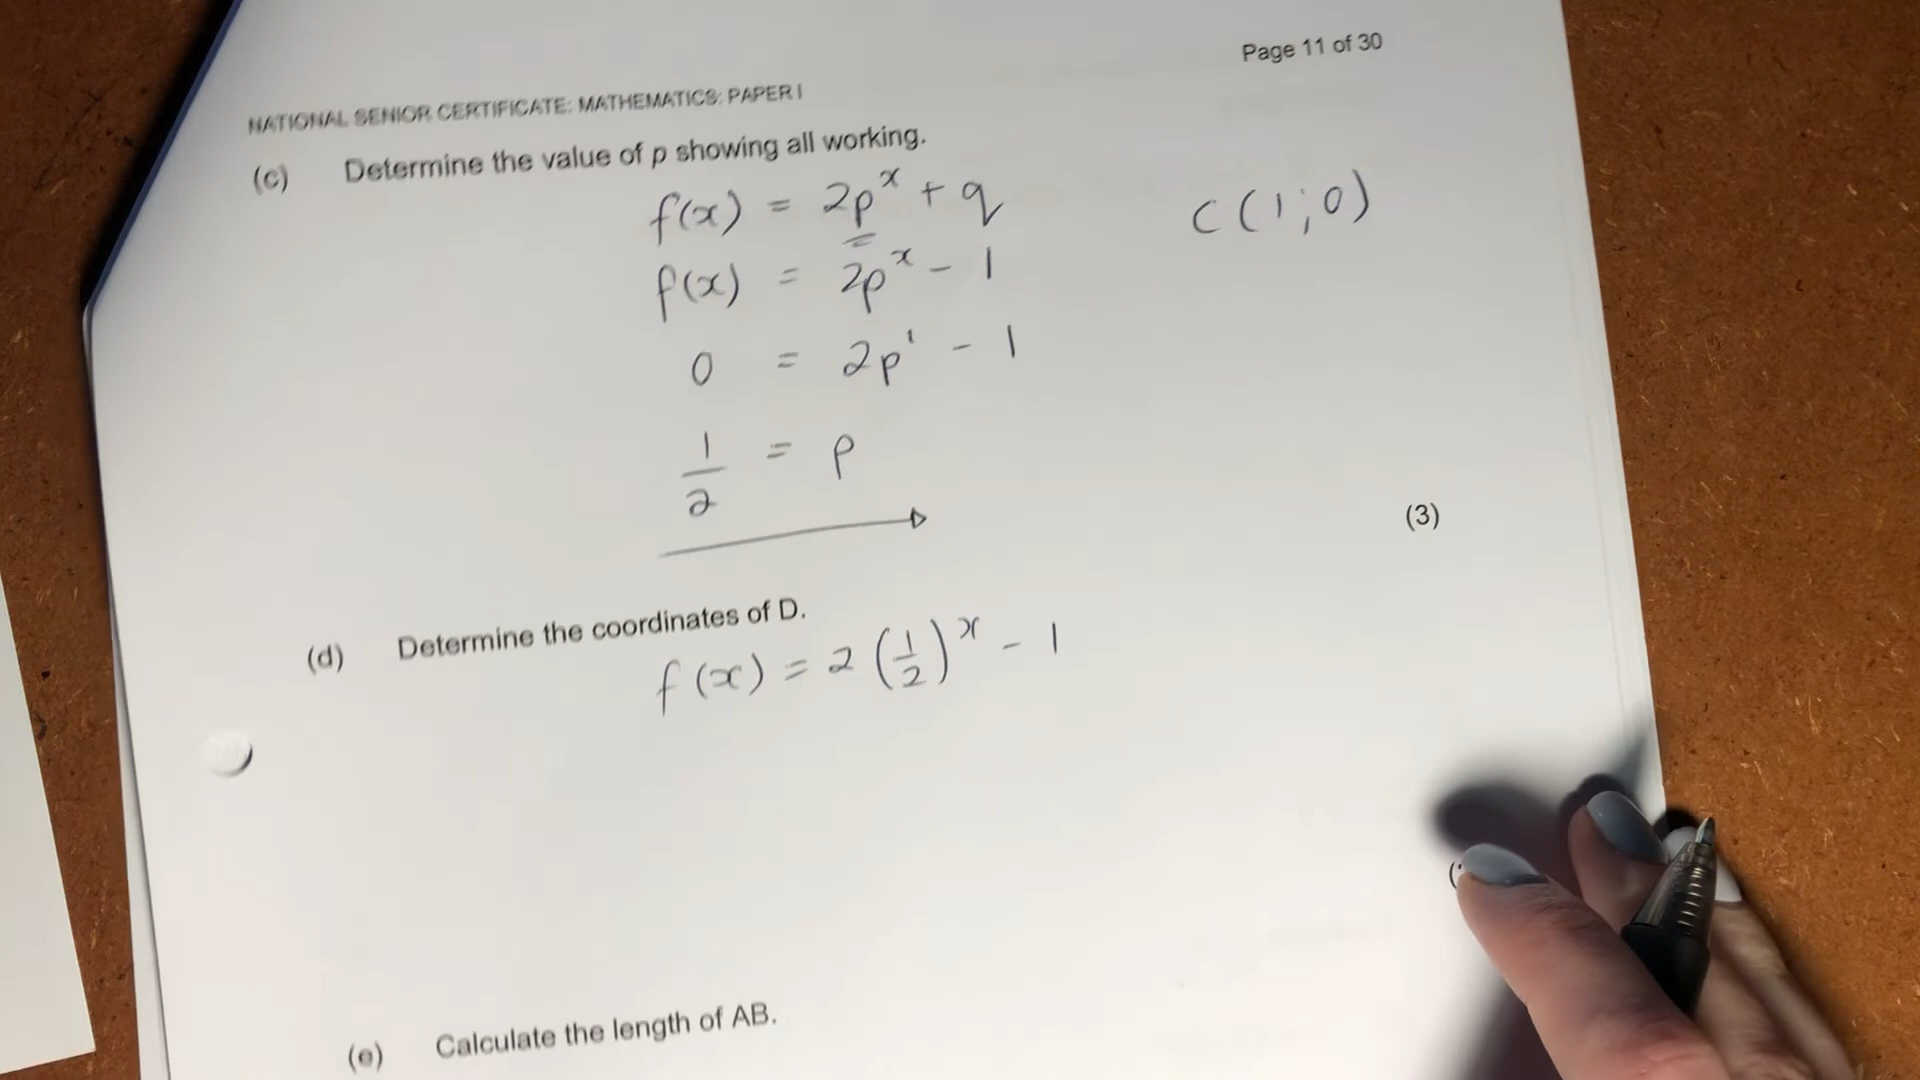 Page 11 of 30
NATIONAL SENIOR CERTIFICATE: MATHEMATICS: PAPER I
(c) Determine the value of p showing all working.
f(x) = 2p^x + q C(1;0)
f(x) = 2p^x - 1
0 = 2p^1 - 1
1/2 = p
(3)
(d) Determine the coordinates of D.
f(x) = 2(1/2)^x - 1
(e) Calculate the length of AB.